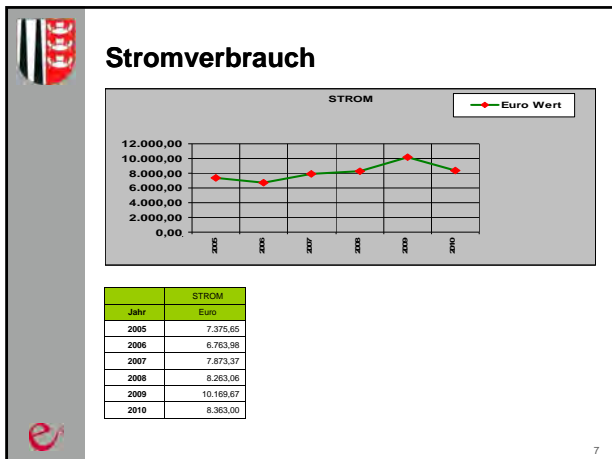 Stromverbrauch
STROM
Euro Wert
12.000,00
10.000,00
8.000,00
6.000,00
4.000,00
2.000,00
0,00
2005 2006 2007 2008 2009 2010
STROM
Jahr Euro
2005 7.375,65
2006 6.763,98
2007 7.873,37
2008 8.263,06
2009 10.169,67
2010 8.363,00
7